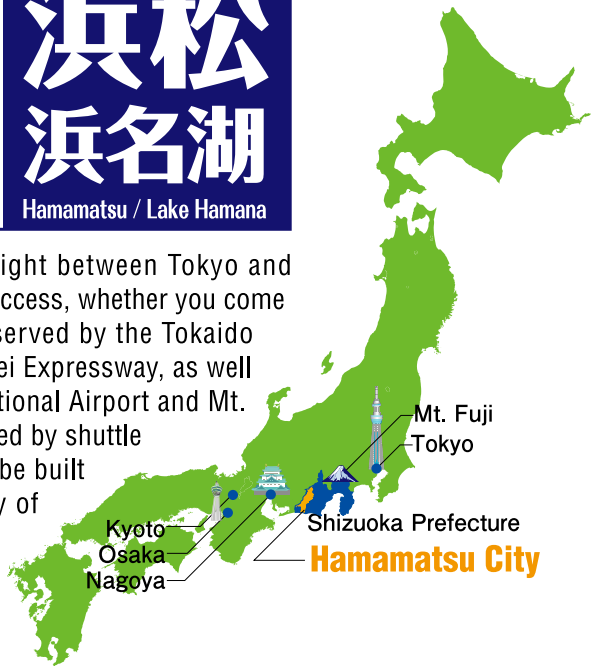 浜松
浜名湖
Hamamatsu / Lake Hamana
ight between Tokyo and
ccess, whether you come
served by the Tokaido
ei Expressway, as well
tional Airport and Mt.
ed by shuttle
be built
y of
Mt. Fuji
Tokyo
Shizuoka Prefecture
Kyoto
Osaka
Nagoya
Hamamatsu City